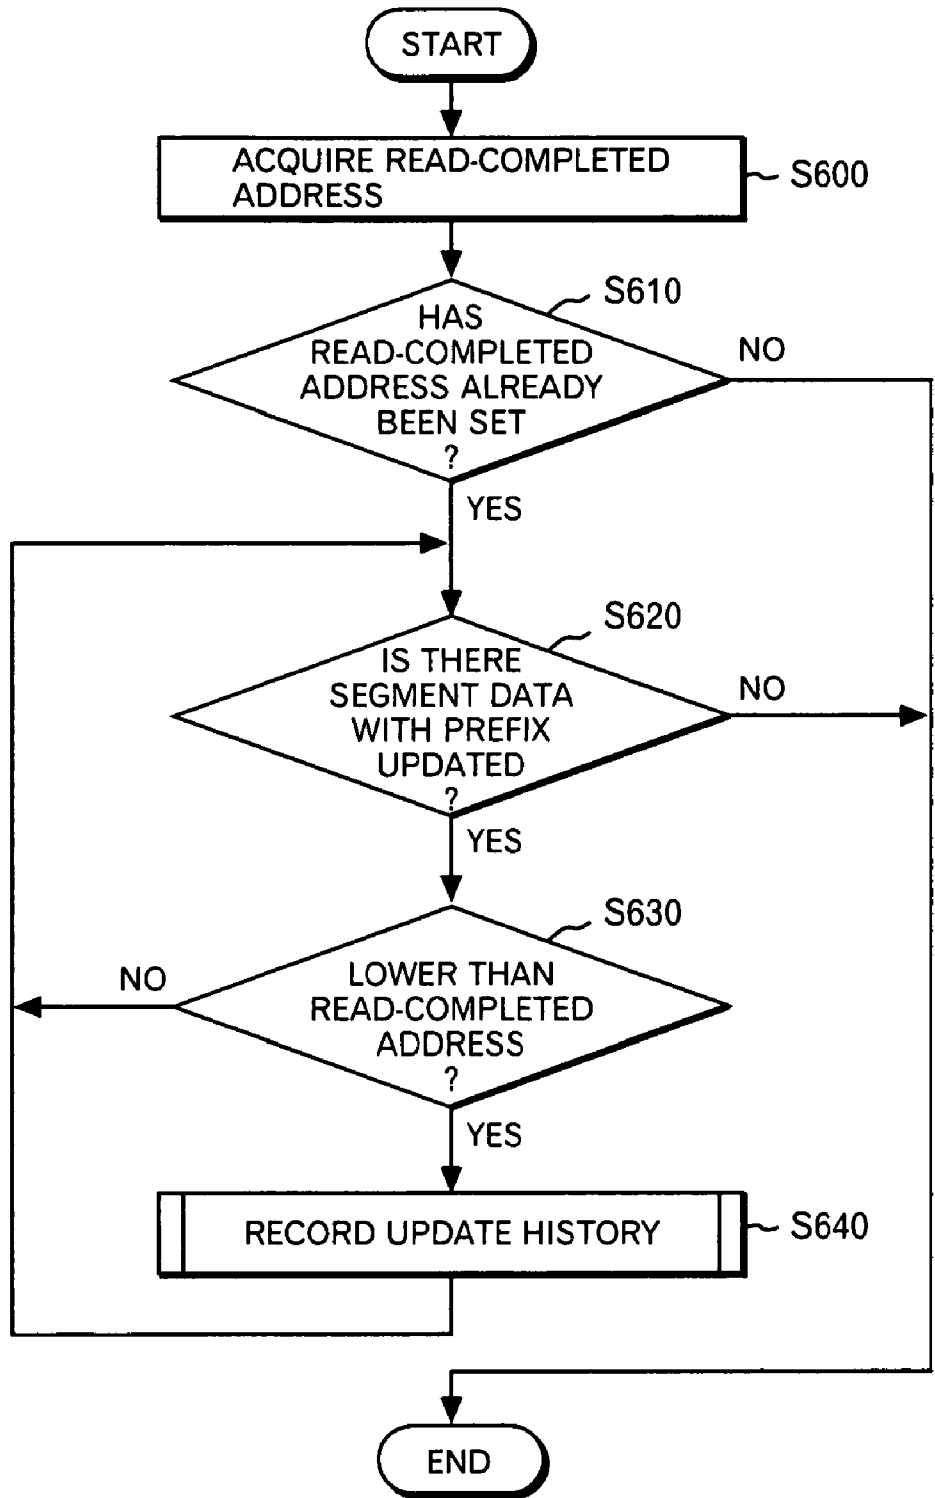 START
ACQUIRE READ-COMPLETED
ADDRESS
S600
S610
HAS
READ-COMPLETED
ADDRESS ALREADY
BEEN SET
?
NO
YES
S620
IS THERE
SEGMENT DATA
WITH PREFIX
UPDATED
?
NO
YES
S630
LOWER THAN
READ-COMPLETED
ADDRESS
?
NO
YES
RECORD UPDATE HISTORY
S640
END